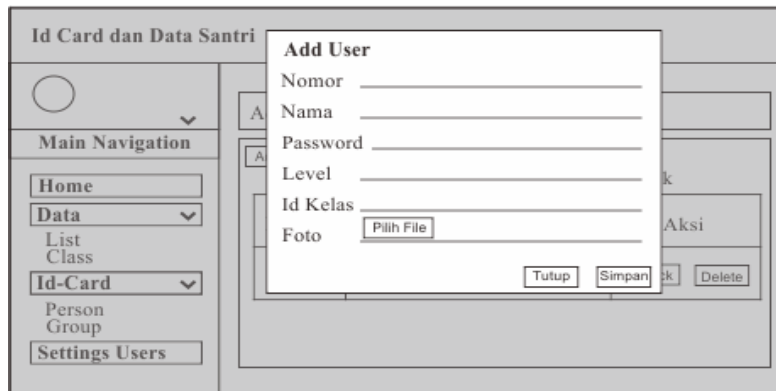 Id Card dan Data Santri
Main Navigation
Home
Data
List
Class
Id-Card
Person
Group
Settings Users
Add User
Nomor
Nama
Password
Level
Id Kelas
Foto Pilih File
Tutup Simpan
Aksi
Delete